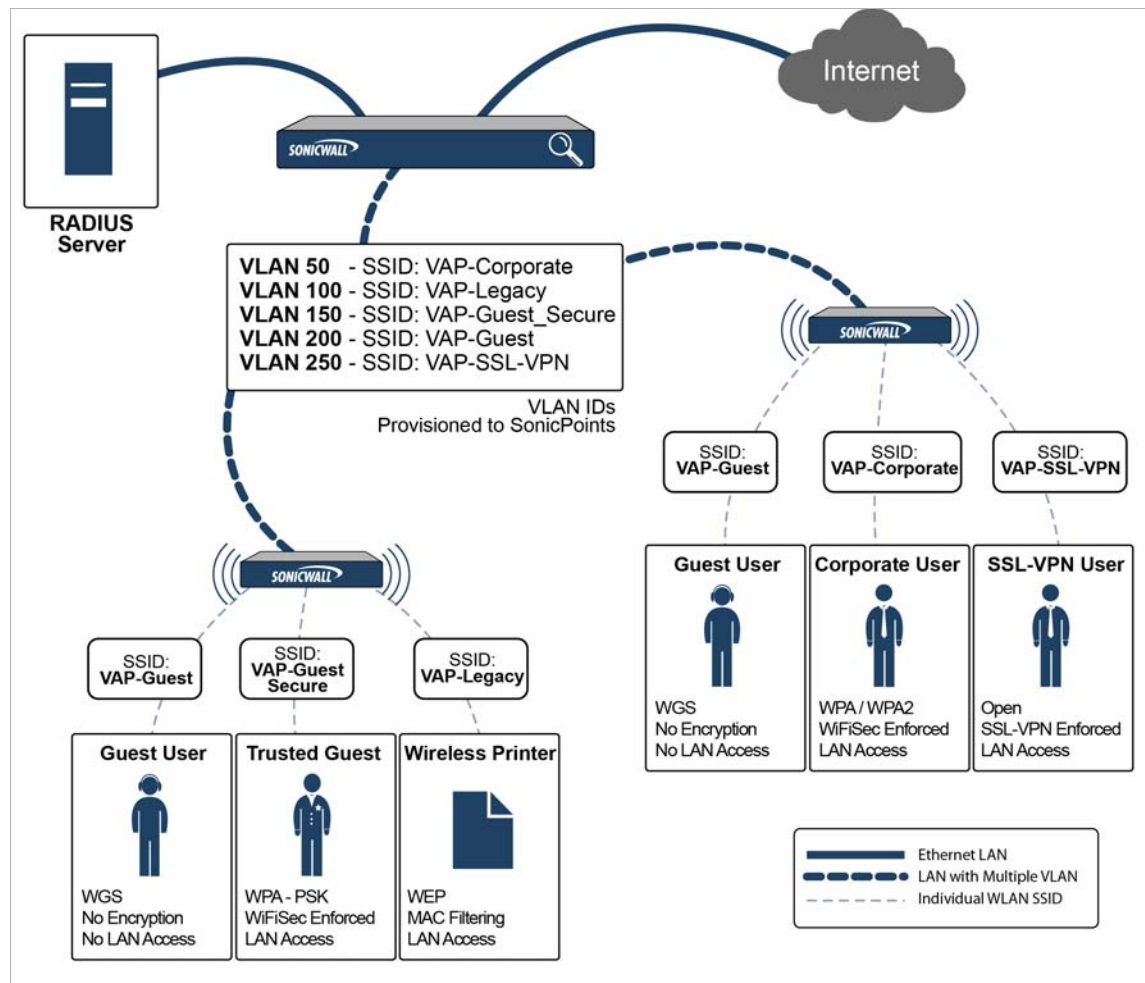 Internet
SONICWALL
RADIUS
Server
VLAN 50 - SSID: VAP-Corporate
VLAN 100 - SSID: VAP-Legacy
VLAN 150 - SSID: VAP-Guest_Secure
VLAN 200 - SSID: VAP-Guest
VLAN 250 - SSID: VAP-SSL-VPN
VLAN IDs
Provisioned to SonicPoints
SONICWALL
SSID:
VAP-Guest
SSID:
VAP-Corporate
SSID:
VAP-SSL-VPN
Guest User
WGS
No Encryption
No LAN Access
Corporate User
WPA / WPA2
WiFiSec Enforced
LAN Access
SSL-VPN User
Open
SSL-VPN Enforced
LAN Access
SONICWALL
SSID:
VAP-Guest
SSID:
VAP-Guest
Secure
SSID:
VAP-Legacy
Guest User
WGS
No Encryption
No LAN Access
Trusted Guest
WPA - PSK
WiFiSec Enforced
LAN Access
Wireless Printer
WEP
MAC Filtering
LAN Access
Ethernet LAN
LAN with Multiple VLAN
Individual WLAN SSID